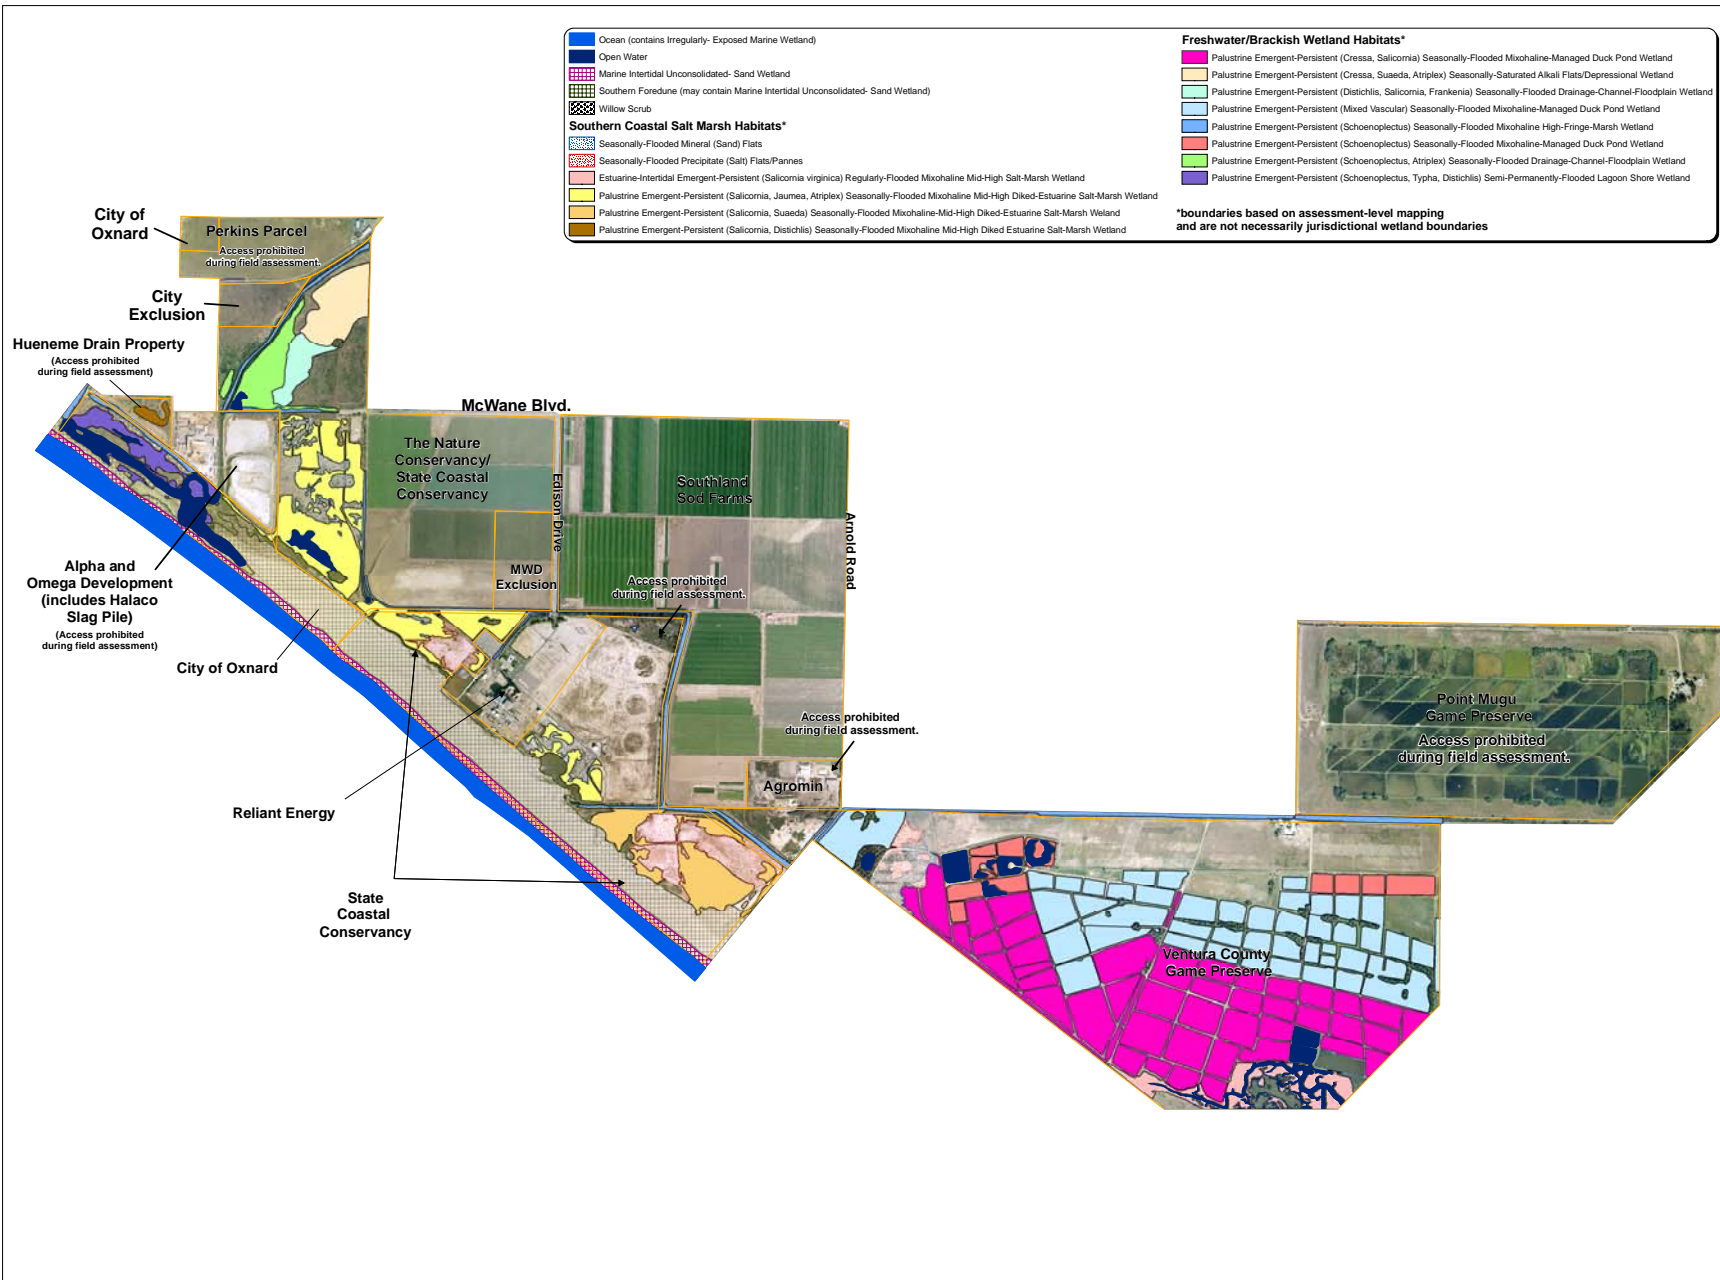 Ocean (contains Irregularly- Exposed Marine Wetland)
Open Water
Marine Intertidal Unconsolidated- Sand Wetland
Southern Foredune (may contain Marine Intertidal Unconsolidated- Sand Wetland)
Willow Scrub
Southern Coastal Salt Marsh Habitats*
Seasonally-Flooded Mineral (Sand) Flats
Seasonally-Flooded Precipitate (Salt) Flats/Pannes
Estuarine-Intertidal Emergent-Persistent (Salicornia virginica) Regularly-Flooded Mixohaline Mid-High Salt-Marsh Wetland
Palustrine Emergent-Persistent (Salicornia, Jaumea, Atriplex) Seasonally-Flooded Mixohaline Mid-High Diked-Estuarine Salt-Marsh Wetland
Palustrine Emergent-Persistent (Salicornia, Suaeda) Seasonally-Flooded Mixohaline-Mid-High Diked-Estuarine Salt-Marsh Weland
Palustrine Emergent-Persistent (Salicornia, Distichlis) Seasonally-Flooded Mixohaline Mid-High Diked Estuarine Salt-Marsh Wetland
Freshwater/Brackish Wetland Habitats*
Palustrine Emergent-Persistent (Cressa, Salicornia) Seasonally-Flooded Mixohaline-Managed Duck Pond Wetland
Palustrine Emergent-Persistent (Cressa, Suaeda, Atriplex) Seasonally-Saturated Alkali Flats/Depressional Wetland
Palustrine Emergent-Persistent (Distichlis, Salicornia, Frankenia) Seasonally-Flooded Drainage-Channel-Floodplain Wetland
Palustrine Emergent-Persistent (Mixed Vascular) Seasonally-Flooded Mixohaline-Managed Duck Pond Wetland
Palustrine Emergent-Persistent (Schoenoplectus) Seasonally-Flooded Mixohaline High-Fringe-Marsh Wetland
Palustrine Emergent-Persistent (Schoenoplectus) Seasonally-Flooded Mixohaline-Managed Duck Pond Wetland
Palustrine Emergent-Persistent (Schoenoplectus, Atriplex) Seasonally-Flooded Drainage-Channel-Floodplain Wetland
Palustrine Emergent-Persistent (Schoenoplectus, Typha, Distichlis) Semi-Permanently-Flooded Lagoon Shore Wetland
*boundaries based on assessment-level mapping
and are not necessarily jurisdictional wetland boundaries
City of
Oxnard
Perkins Parcel
Access prohibited
during field assessment.
City
Exclusion
Hueneme Drain Property
(Access prohibited
during field assessment)
McWane Blvd.
The Nature
Conservancy/
State Coastal
Conservancy
Edison Drive
Southland
Sod Farms
Arnold Road
MWD
Exclusion
Access prohibited
during field assessment.
Alpha and
Omega Development
(includes Halaco
Slag Pile)
(Access prohibited
during field assessment)
City of Oxnard
Point Mugu
Game Preserve
Access prohibited
during field assessment.
Access prohibited
during field assessment.
Agromin
Reliant Energy
State
Coastal
Conservancy
Ventura County
Game Preserve